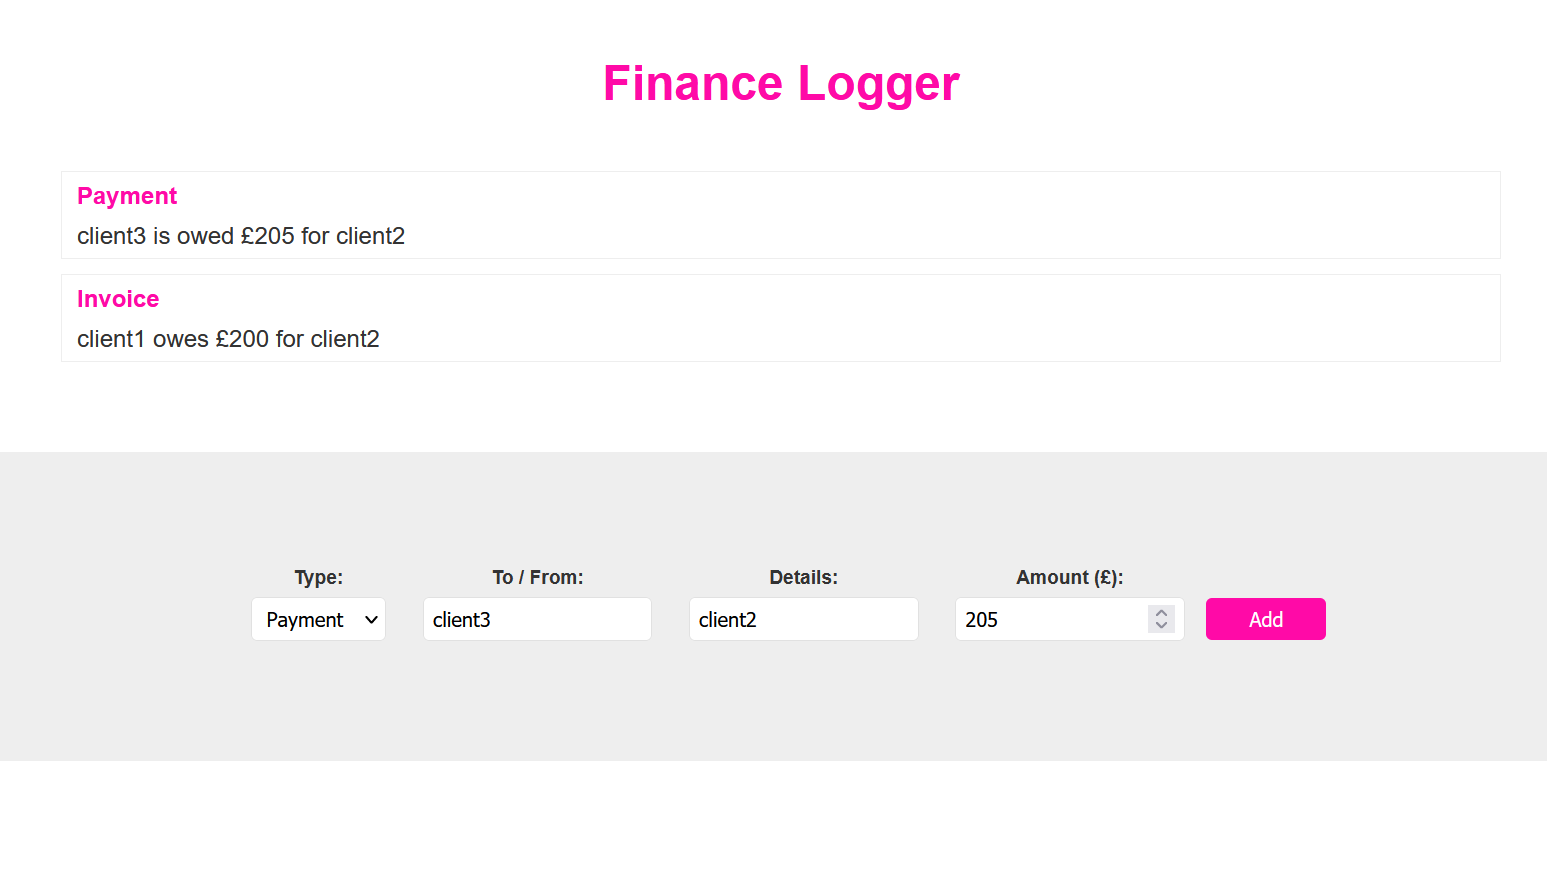 Finance Logger
Payment
client3 is owed £205 for client2
Invoice
client1 owes £200 for client2
Type: To / From: Details: Amount (£):
Payment client3 client2 205 Add